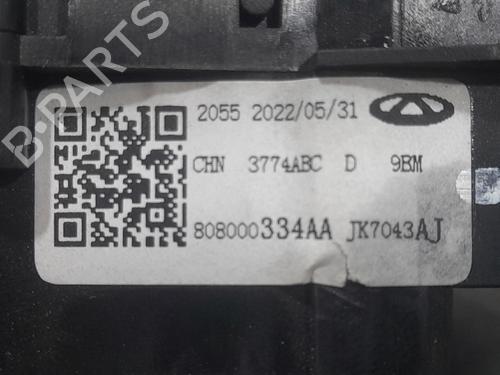 B-PARTS
2055 2022/05/31
CHN 3774ABC D 9BM
808000334AA JK7043AJ